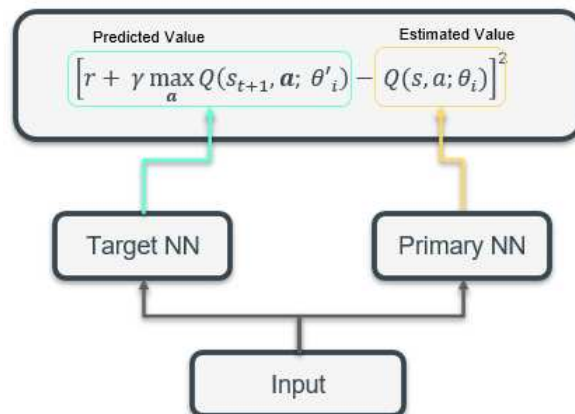 Predicted Value
Estimated Value
[r + γ max_a Q(s_{t+1}, a; θ'_i) − Q(s, a; θ_i)]^2
Target NN
Primary NN
Input